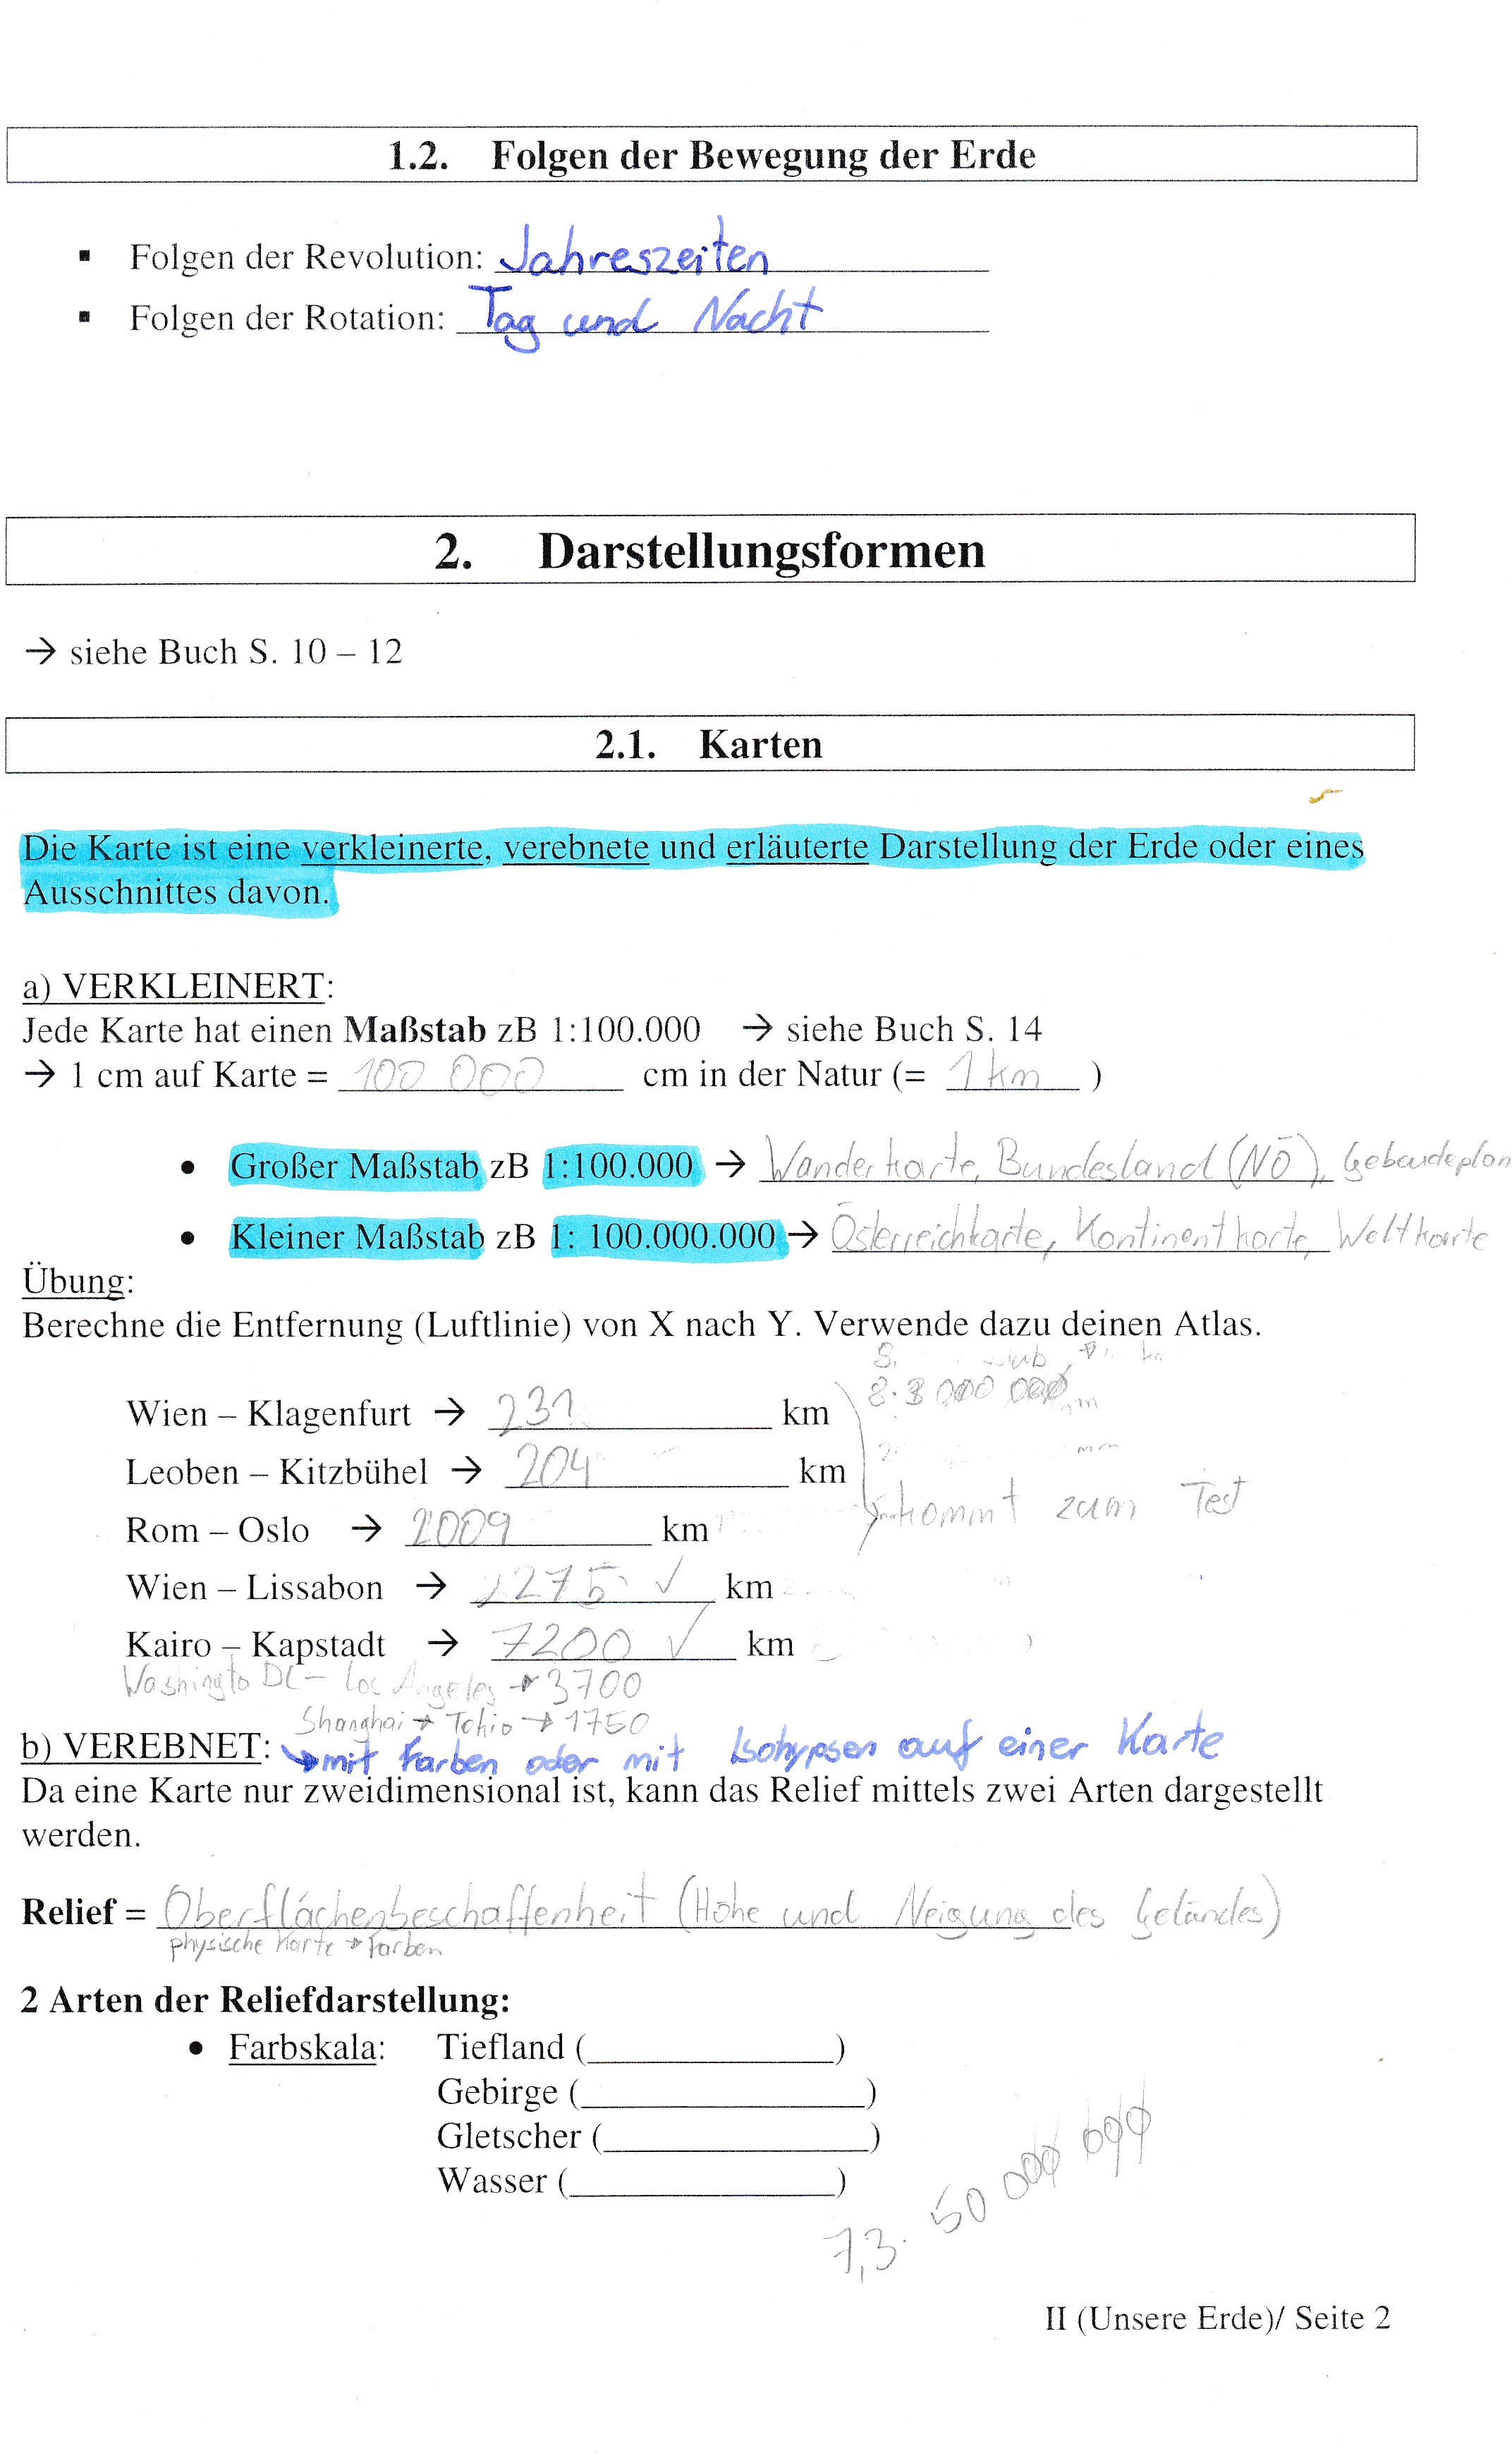 1.2. Folgen der Bewegung der Erde
▪ Folgen der Revolution: Jahreszeiten
▪ Folgen der Rotation: Tag und Nacht
2. Darstellungsformen
→ siehe Buch S. 10 – 12
2.1. Karten
Die Karte ist eine verkleinerte, verebnete und erläuterte Darstellung der Erde oder eines
Ausschnittes davon.
a) VERKLEINERT:
Jede Karte hat einen Maßstab zB 1:100.000 → siehe Buch S. 14
→ 1 cm auf Karte = 100 000 cm in der Natur (= 1 km )
• Großer Maßstab zB 1:100.000 → Wanderkarte, Bundesland (NÖ), Gebeudeplan
• Kleiner Maßstab zB 1: 100.000.000 → Österreichkarte, Kontinentkarte, Weltkarte
Übung:
Berechne die Entfernung (Luftlinie) von X nach Y. Verwende dazu deinen Atlas.
8.3 000 000
Wien – Klagenfurt → 231 km
Leoben – Kitzbühel → 204 km
kommt zum Test
Rom – Oslo → 2009 km
Wien – Lissabon → 2275 ✓ km
Kairo – Kapstadt → 7200 ✓ km
Washingto DC – Los Angeles → 3700
Shanghai → Tokio → 1750
b) VEREBNET: → mit Farben oder mit Isohypsen auf einer Karte
Da eine Karte nur zweidimensional ist, kann das Relief mittels zwei Arten dargestellt
werden.
Relief = Oberflächenbeschaffenheit (Höhe und Neigung des Geländes)
physische Karte → Farben
2 Arten der Reliefdarstellung:
• Farbskala: Tiefland (____________)
Gebirge (____________)
Gletscher (____________)
Wasser (____________)
7,3. 50 000 000
II (Unsere Erde)/ Seite 2